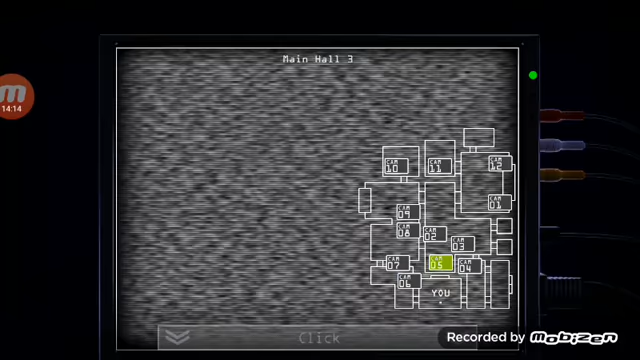 Main Hall 3
14:14
CAM 10
CAM 11
CAM 12
CAM 01
CAM 09
CAM 08
CAM 02
CAM 03
CAM 07
CAM 05
CAM 04
CAM 06
YOU
Click
Recorded by mobizen